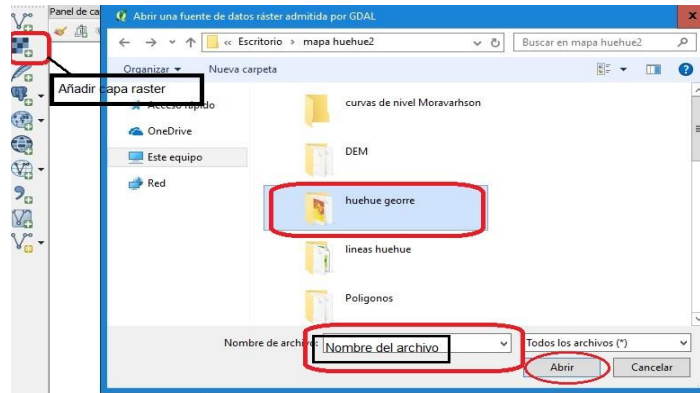 Panel de ca
Abrir una fuente de datos ráster admitida por GDAL
« Escritorio › mapa huehue2
Buscar en mapa huehue2
Organizar
Nueva carpeta
Añadir capa raster
Acceso rápido
OneDrive
Este equipo
Red
curvas de nivel Moravarhson
DEM
huehue georre
lineas huehue
Poligonos
Nombre de archivo:
Nombre del archivo
Todos los archivos (*)
Abrir
Cancelar